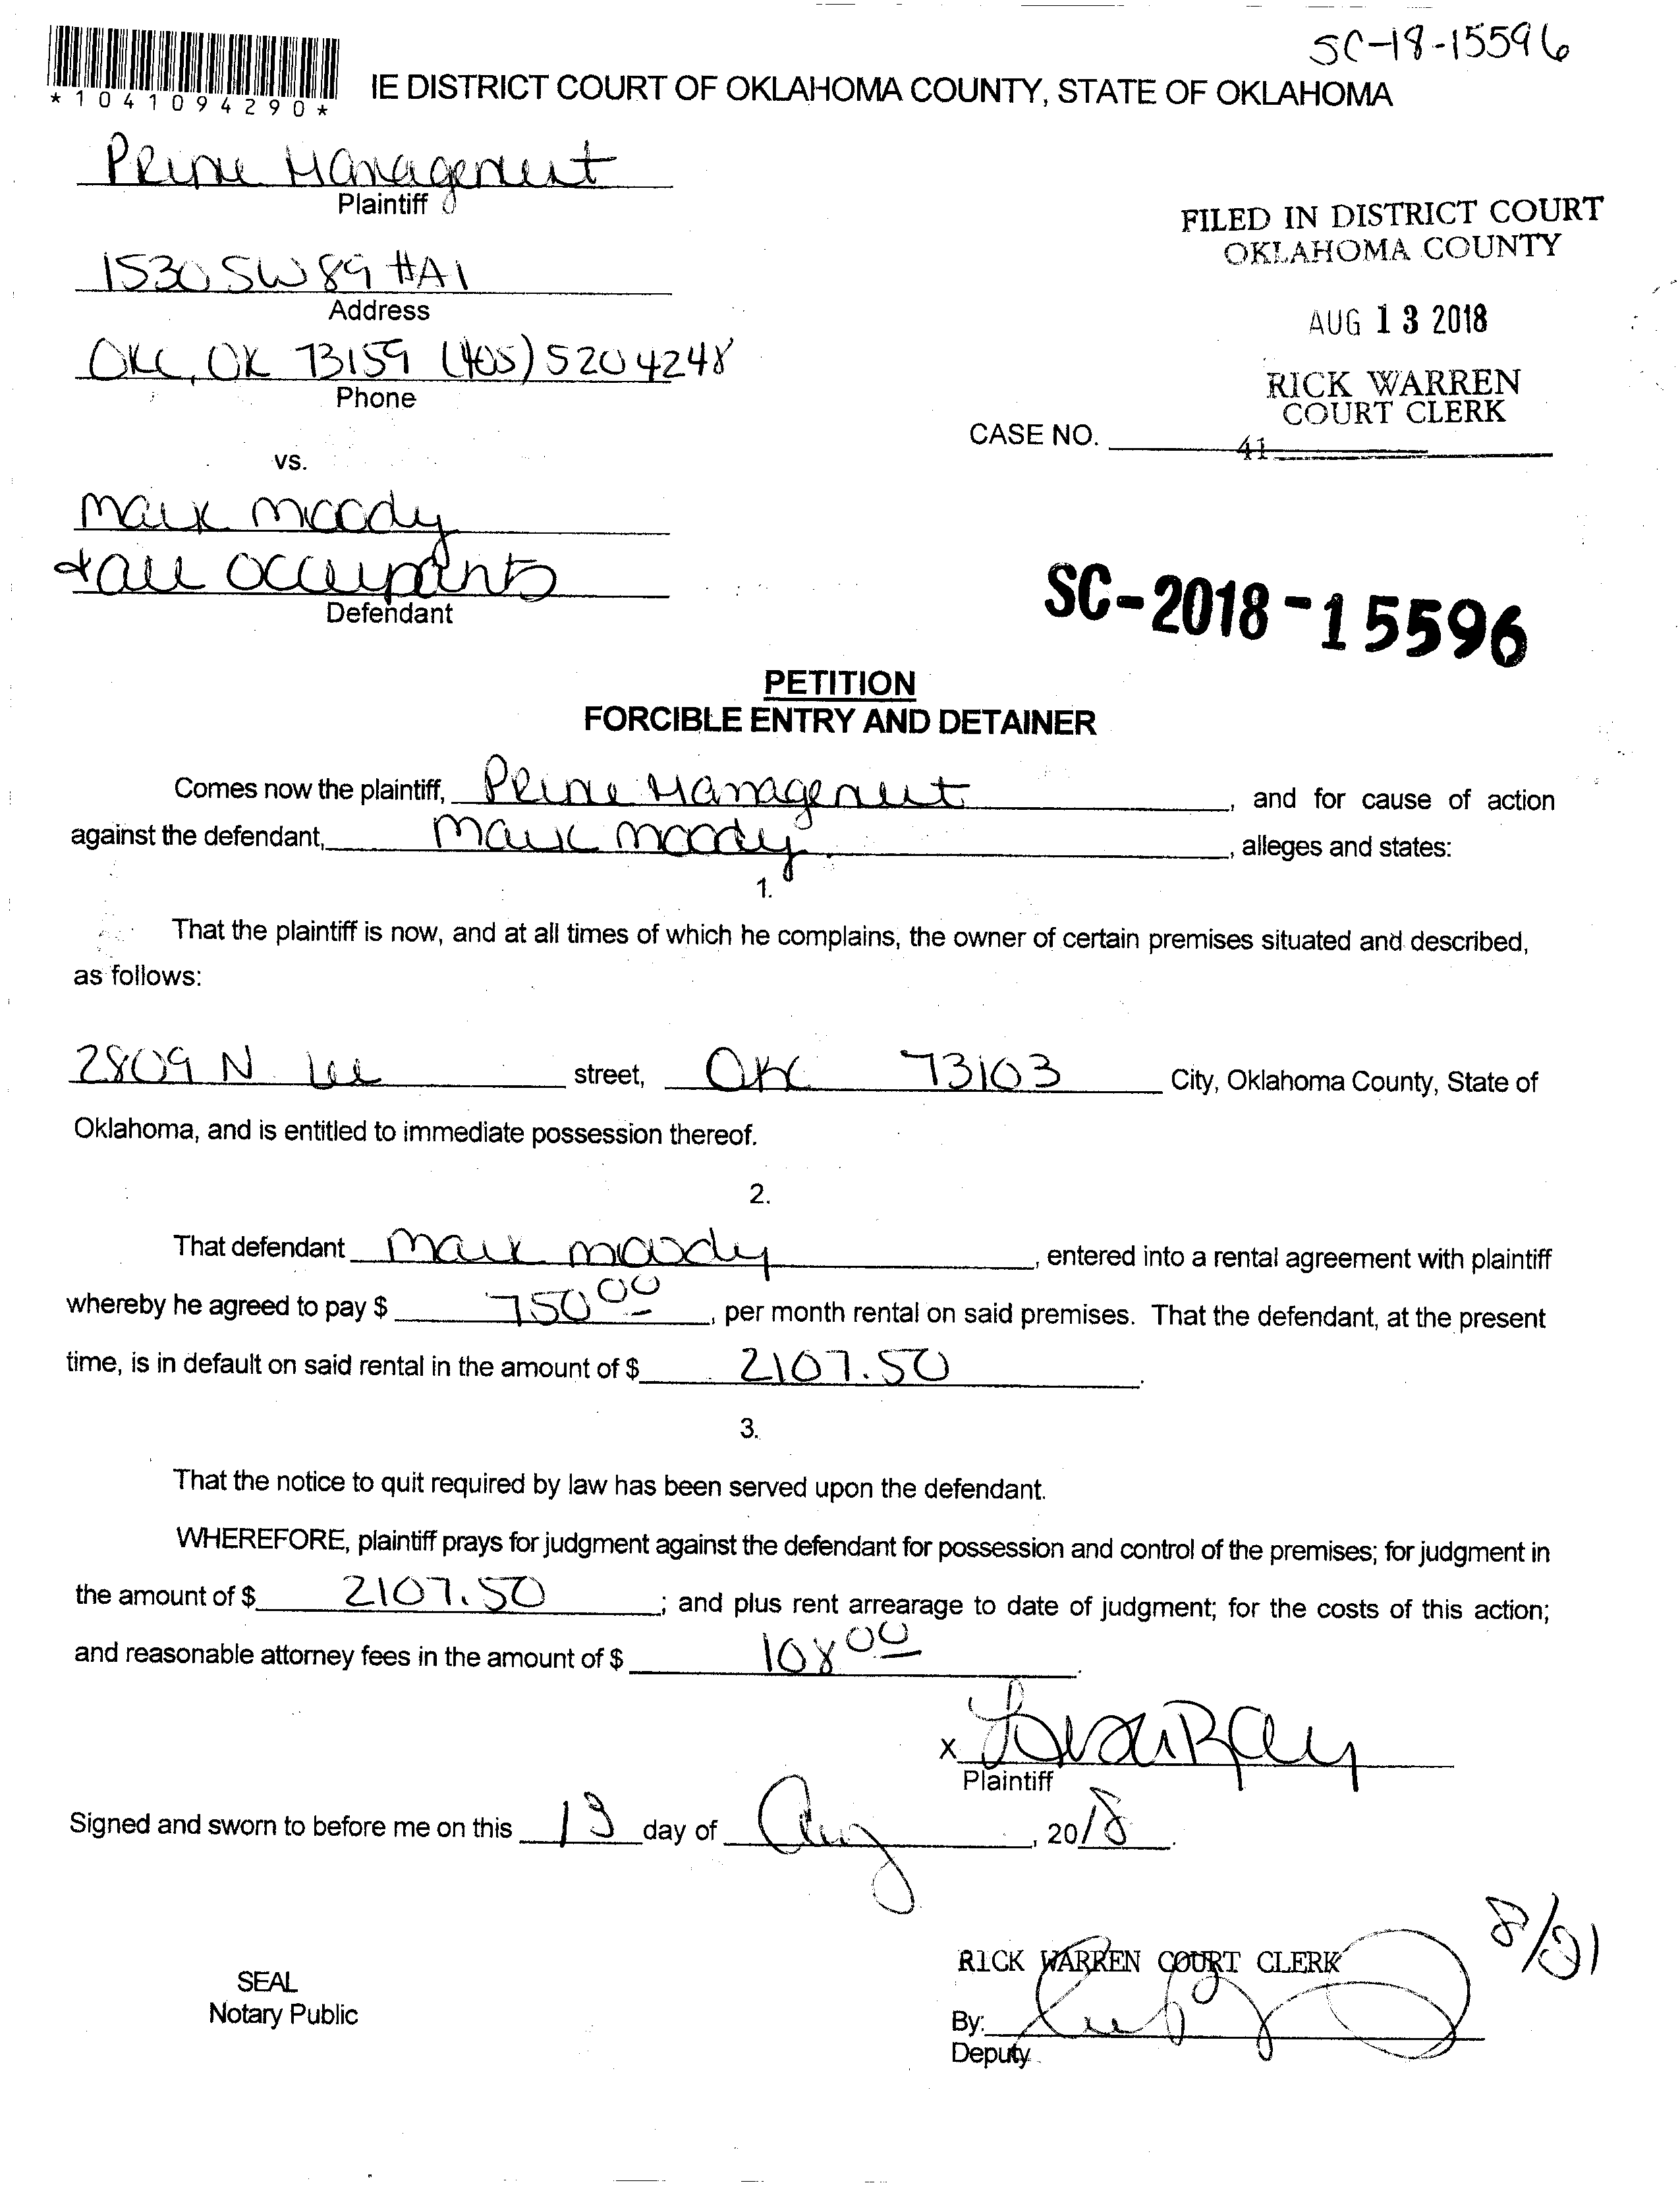 SC-18-15596
*1041094290*
IE DISTRICT COURT OF OKLAHOMA COUNTY, STATE OF OKLAHOMA
Prime Management
Plaintiff
1530 SW 89 #A1
Address
OKC, OK 73159 (405) 520 4248
Phone
FILED IN DISTRICT COURT
OKLAHOMA COUNTY
AUG 13 2018
RICK WARREN
COURT CLERK
CASE NO.
41
vs.
Mark Moody
+ all occupants
Defendant
SC-2018-15596
PETITION
FORCIBLE ENTRY AND DETAINER
Comes now the plaintiff, Prime Management, and for cause of action
against the defendant, Mark Moody, alleges and states:
1.
That the plaintiff is now, and at all times of which he complains, the owner of certain premises situated and described,
as follows:
2809 N Lee street, OKC 73103 City, Oklahoma County, State of
Oklahoma, and is entitled to immediate possession thereof.
2.
That defendant Mark Moody, entered into a rental agreement with plaintiff
whereby he agreed to pay $ 750 00, per month rental on said premises. That the defendant, at the present
time, is in default on said rental in the amount of $ 2107.50.
3.
That the notice to quit required by law has been served upon the defendant.
WHEREFORE, plaintiff prays for judgment against the defendant for possession and control of the premises; for judgment in
the amount of $ 2107.50; and plus rent arrearage to date of judgment; for the costs of this action;
and reasonable attorney fees in the amount of $ 108 00.
X
Plaintiff
Signed and sworn to before me on this 13 day of Aug, 2018.
8/21
SEAL
Notary Public
RICK WARREN COURT CLERK
By:
Deputy